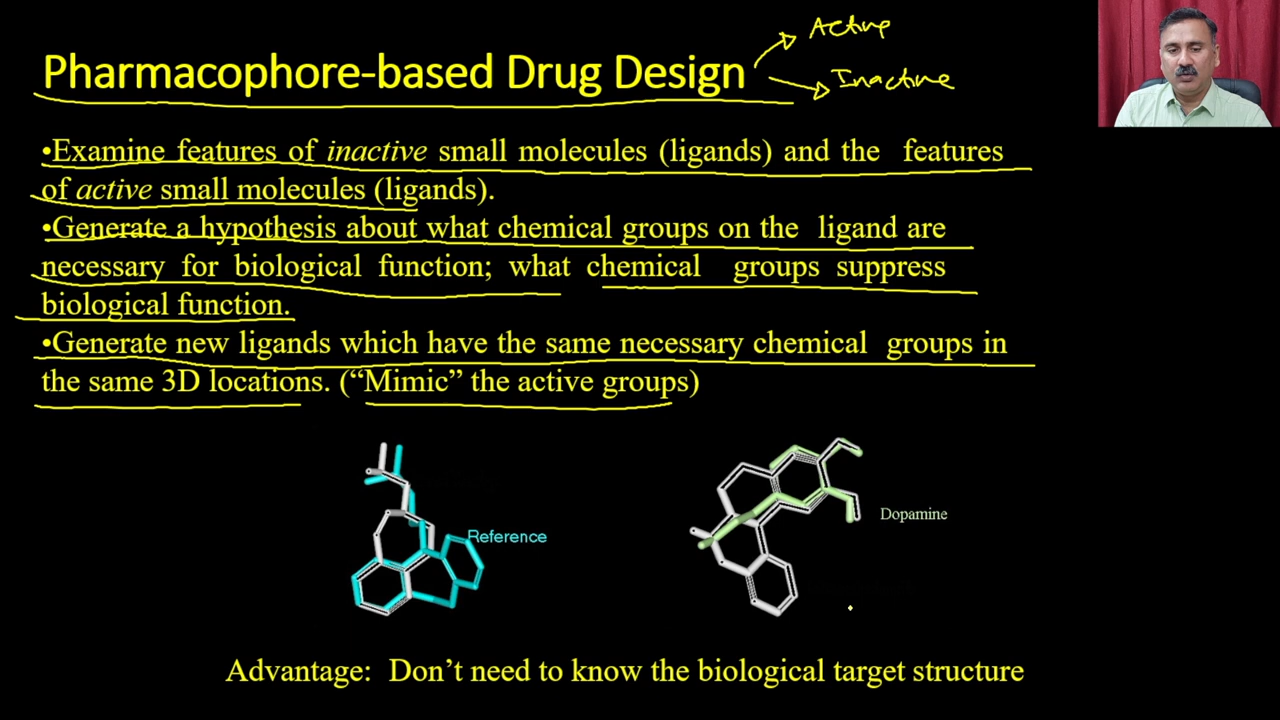 Pharmacophore-based Drug Design
Active
Inactive
•Examine features of inactive small molecules (ligands) and the features
of active small molecules (ligands).
•Generate a hypothesis about what chemical groups on the ligand are
necessary for biological function; what chemical groups suppress
biological function.
•Generate new ligands which have the same necessary chemical groups in
the same 3D locations. (“Mimic” the active groups)
Reference
Dopamine
Advantage: Don’t need to know the biological target structure